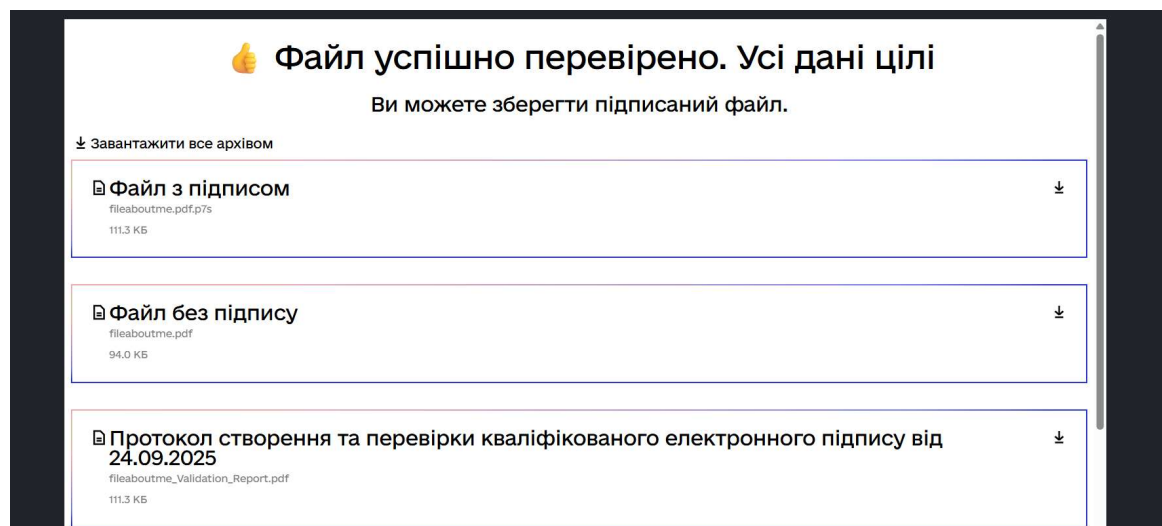 👍 Файл успішно перевірено. Усі дані цілі
Ви можете зберегти підписаний файл.
Завантажити все архівом
Файл з підписом
fileaboutme.pdf.p7s
111.3 КБ
Файл без підпису
fileaboutme.pdf
94.0 КБ
Протокол створення та перевірки кваліфікованого електронного підпису від
24.09.2025
fileaboutme_Validation_Report.pdf
111.3 КБ